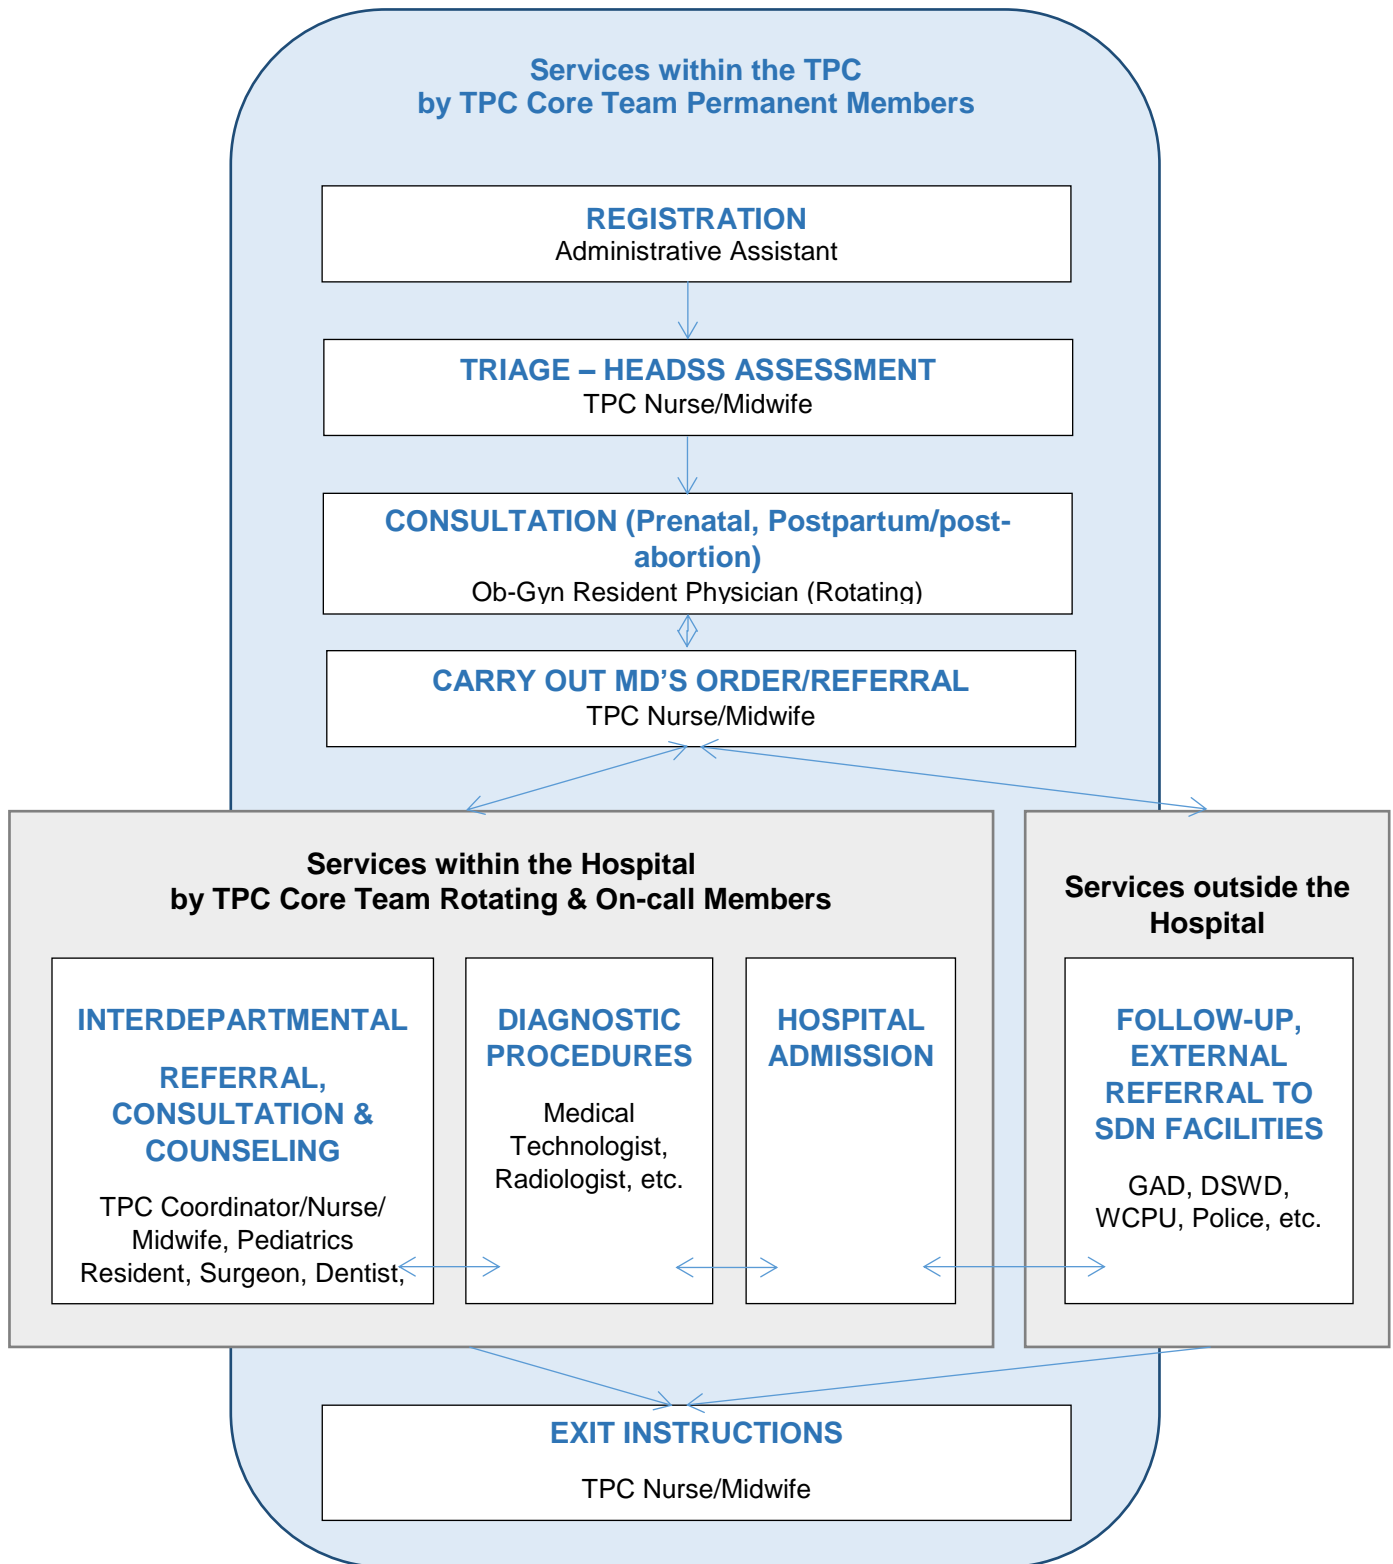 Services within the TPC
by TPC Core Team Permanent Members
REGISTRATION
Administrative Assistant
TRIAGE – HEADSS ASSESSMENT
TPC Nurse/Midwife
CONSULTATION (Prenatal, Postpartum/post-
abortion)
Ob-Gyn Resident Physician (Rotating)
CARRY OUT MD'S ORDER/REFERRAL
TPC Nurse/Midwife
Services within the Hospital
by TPC Core Team Rotating & On-call Members
INTERDEPARTMENTAL
REFERRAL,
CONSULTATION &
COUNSELING
TPC Coordinator/Nurse/
Midwife, Pediatrics
Resident, Surgeon, Dentist,
DIAGNOSTIC
PROCEDURES
Medical
Technologist,
Radiologist, etc.
HOSPITAL
ADMISSION
Services outside the
Hospital
FOLLOW-UP,
EXTERNAL
REFERRAL TO
SDN FACILITIES
GAD, DSWD,
WCPU, Police, etc.
EXIT INSTRUCTIONS
TPC Nurse/Midwife